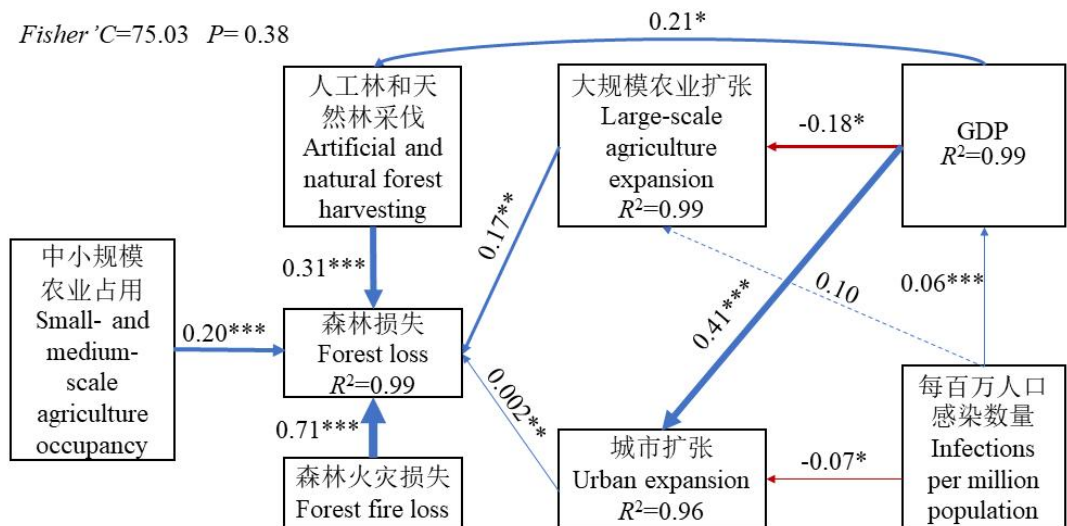 Fisher’C=75.03 P= 0.38
0.21*
人工林和天
然林采伐
Artificial and
natural forest
harvesting
大规模农业扩张
Large-scale
agriculture
expansion
R²=0.99
-0.18*
GDP
R²=0.99
中小规模
农业占用
Small- and
medium-
scale
agriculture
occupancy
0.31***
0.17**
0.10
0.06***
0.20***
森林损失
Forest loss
R²=0.99
0.41***
0.002**
0.71***
森林火灾损失
Forest fire loss
城市扩张
Urban expansion
R²=0.96
-0.07*
每百万人口
感染数量
Infections
per million
population